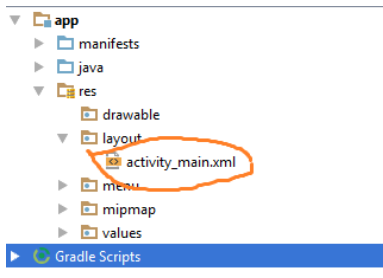 app
manifests
java
res
drawable
layout
activity_main.xml
menu
mipmap
values
Gradle Scripts